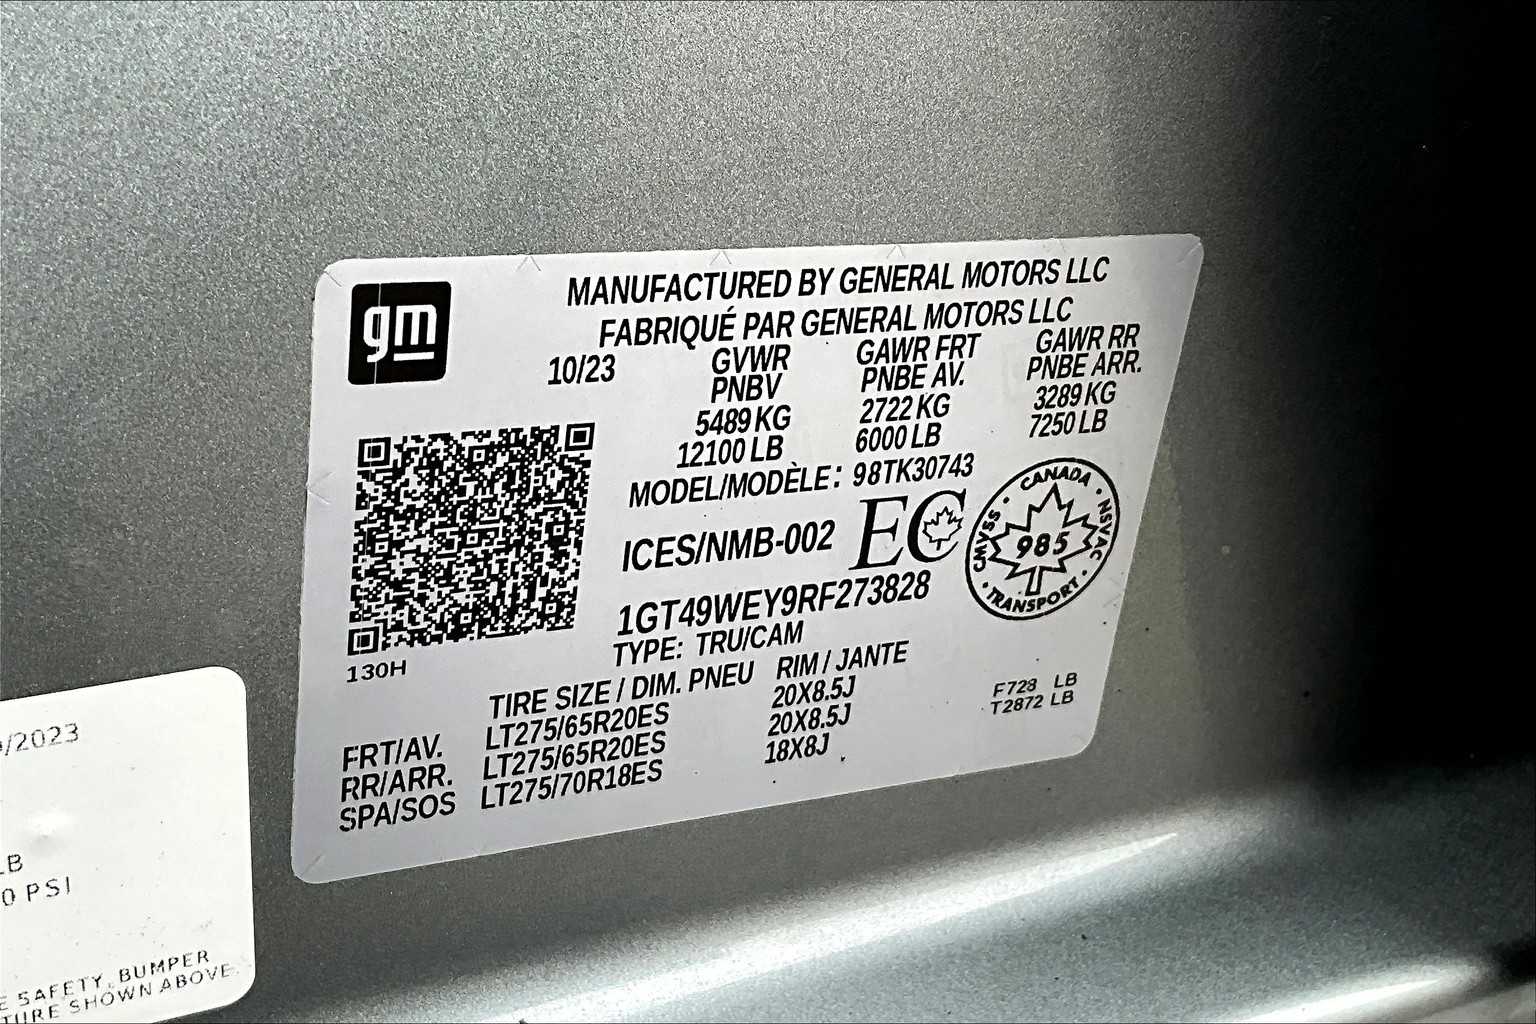 gm
MANUFACTURED BY GENERAL MOTORS LLC
FABRIQUÉ PAR GENERAL MOTORS LLC
10/23
GVWR GAWR FRT GAWR RR
PNBV PNBE AV. PNBE ARR.
5489 KG 2722 KG 3289 KG
12100 LB 6000 LB 7250 LB
MODEL/MODÈLE: 98TK30743
ICES/NMB-002 EC
CANADA · NSVAC · TRANSPORT · CMVSS ·
985
1GT49WEY9RF273828
TYPE: TRU/CAM
130H
TIRE SIZE / DIM. PNEU RIM / JANTE
FRT/AV. LT275/65R20ES 20X8.5J
RR/ARR. LT275/65R20ES 20X8.5J
SPA/SOS LT275/70R18ES 18X8J
F728 LB
T2872 LB
/2023
LB
0 PSI
E SAFETY, BUMPER
TURE SHOWN ABOVE.